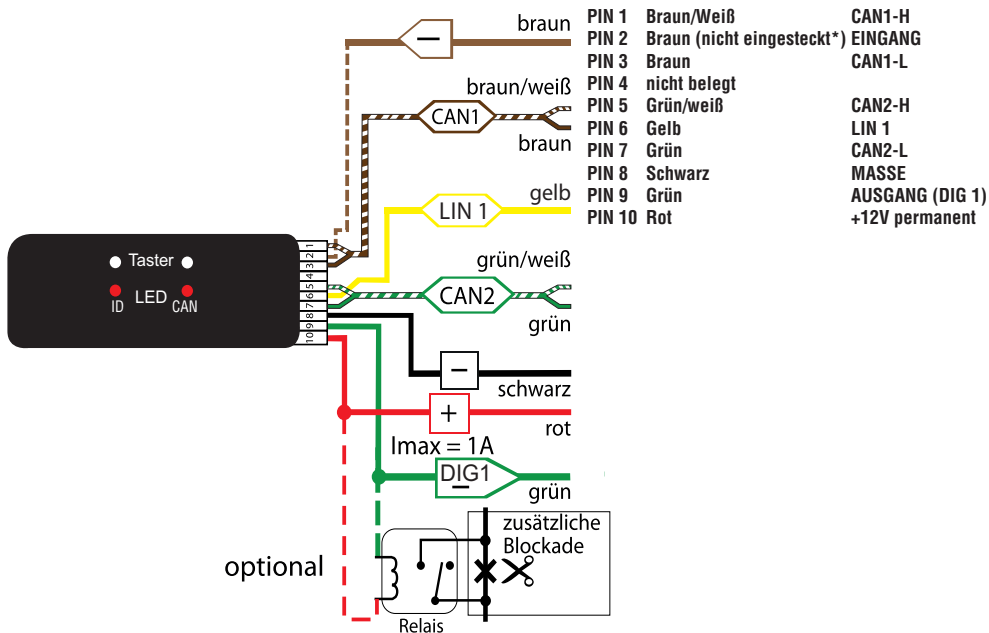 PIN 1 Braun/Weiß CAN1-H
PIN 2 Braun (nicht eingesteckt*) EINGANG
PIN 3 Braun CAN1-L
PIN 4 nicht belegt
PIN 5 Grün/weiß CAN2-H
PIN 6 Gelb LIN 1
PIN 7 Grün CAN2-L
PIN 8 Schwarz MASSE
PIN 9 Grün AUSGANG (DIG 1)
PIN 10 Rot +12V permanent
braun
−
braun/weiß
CAN1
braun
gelb
LIN 1
grün/weiß
CAN2
grün
−
schwarz
+
rot
Imax = 1A
DIG1
−
grün
Taster
LED
ID
CAN
1
2
3
4
5
6
7
8
9
10
optional
Relais
zusätzliche
Blockade